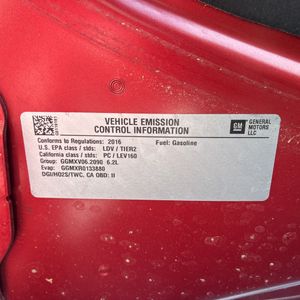 VEHICLE EMISSION
CONTROL INFORMATION
GM
GENERAL
MOTORS
LLC
Conforms to Regulations: 2016
Fuel: Gasoline
U.S. EPA class / stds: LDV / TIER2
California class / stds: PC / LEV160
Group: GGMXV06.2090 6.2L
Evap: GGMXR0133880
DGI/HO2S/TWC, CA OBD: II